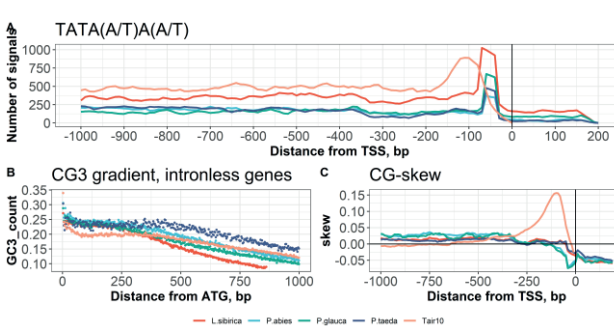 A
TATA(A/T)A(A/T)
Number of signals
1000
750
500
250
0
-1000 -900 -800 -700 -600 -500 -400 -300 -200 -100 0 100 200
Distance from TSS, bp
B
CG3 gradient, intronless genes
GC3_count
0.35
0.30
0.25
0.20
0.15
0.10
0 250 500 750 1000
Distance from ATG, bp
C
CG-skew
skew
0.15
0.10
0.05
0.00
-0.05
-1000 -750 -500 -250 0
Distance from TSS, bp
L.sibirica P.abies P.glauca P.taeda Tair10